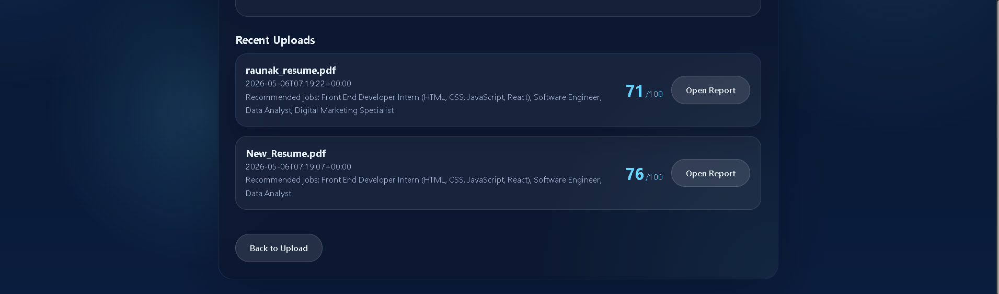 Recent Uploads
raunak_resume.pdf
2026-05-06T07:19:22+00:00
Recommended jobs: Front End Developer Intern (HTML, CSS, JavaScript, React), Software Engineer,
Data Analyst, Digital Marketing Specialist
71/100
Open Report
New_Resume.pdf
2026-05-06T07:19:07+00:00
Recommended jobs: Front End Developer Intern (HTML, CSS, JavaScript, React), Software Engineer,
Data Analyst
76/100
Open Report
Back to Upload